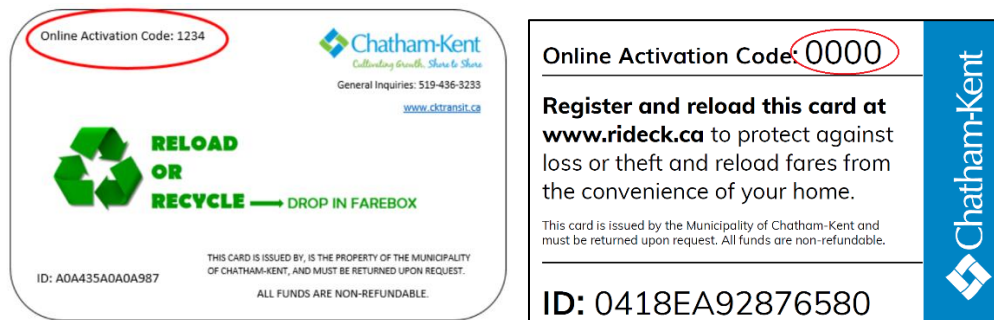 Online Activation Code: 1234
Chatham-Kent
Cultivating Growth, Shore to Shore
General Inquiries: 519-436-3233
www.cktransit.ca
RELOAD
OR
RECYCLE
DROP IN FAREBOX
THIS CARD IS ISSUED BY, IS THE PROPERTY OF THE MUNICIPALITY
OF CHATHAM-KENT, AND MUST BE RETURNED UPON REQUEST.
ID: A0A435A0A0A987
ALL FUNDS ARE NON-REFUNDABLE.
Online Activation Code: 0000
Register and reload this card at
www.rideck.ca to protect against
loss or theft and reload fares from
the convenience of your home.
This card is issued by the Municipality of Chatham-Kent and
must be returned upon request. All funds are non-refundable.
ID: 0418EA92876580
Chatham-Kent